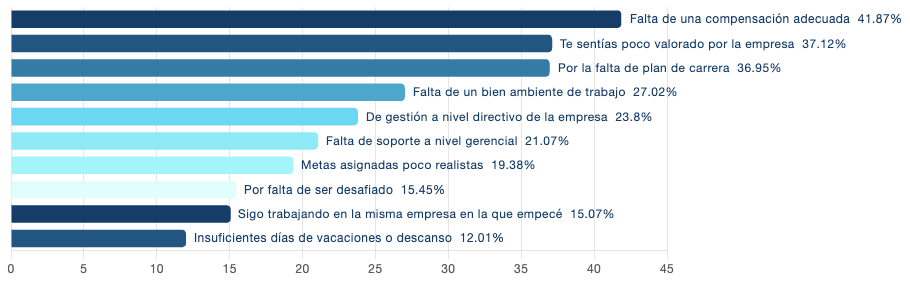 Falta de una compensación adecuada 41.87%
Te sentías poco valorado por la empresa 37.12%
Por la falta de plan de carrera 36.95%
Falta de un bien ambiente de trabajo 27.02%
De gestión a nivel directivo de la empresa 23.8%
Falta de soporte a nivel gerencial 21.07%
Metas asignadas poco realistas 19.38%
Por falta de ser desafiado 15.45%
Sigo trabajando en la misma empresa en la que empecé 15.07%
Insuficientes días de vacaciones o descanso 12.01%
0 5 10 15 20 25 30 35 40 45